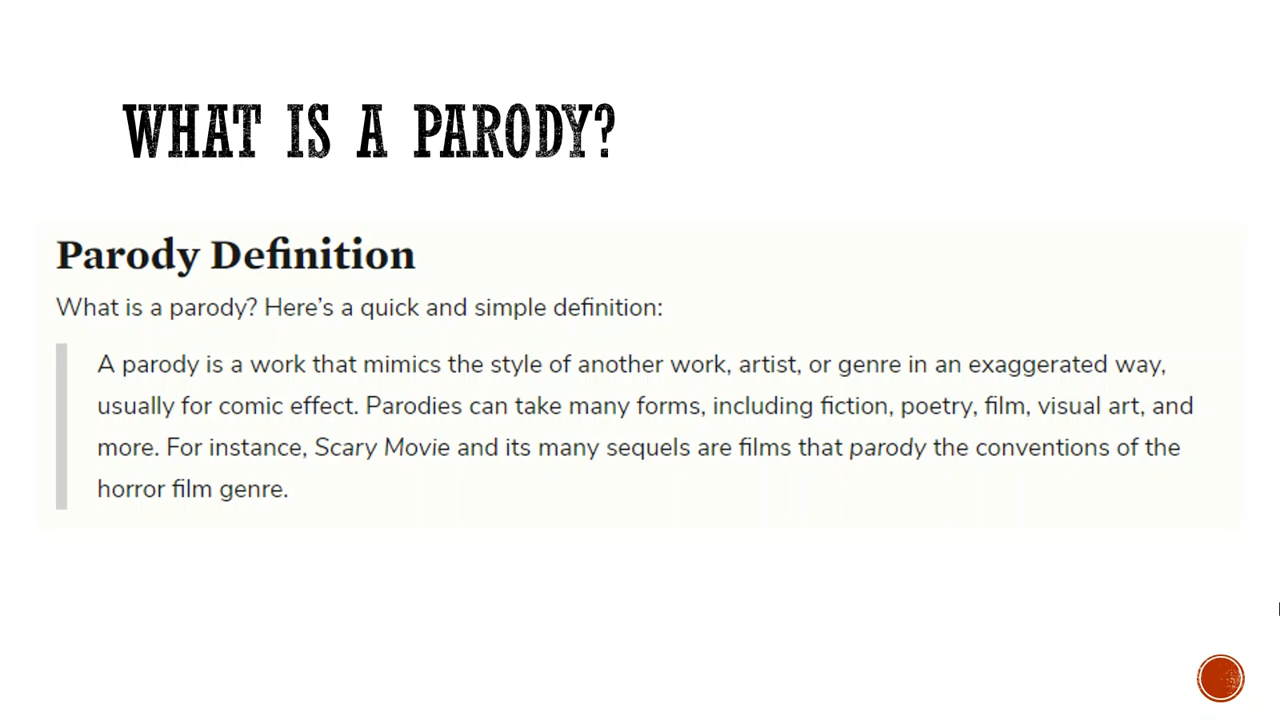 WHAT IS A PARODY?
Parody Definition
What is a parody? Here's a quick and simple definition:
A parody is a work that mimics the style of another work, artist, or genre in an exaggerated way,
usually for comic effect. Parodies can take many forms, including fiction, poetry, film, visual art, and
more. For instance, Scary Movie and its many sequels are films that parody the conventions of the
horror film genre.